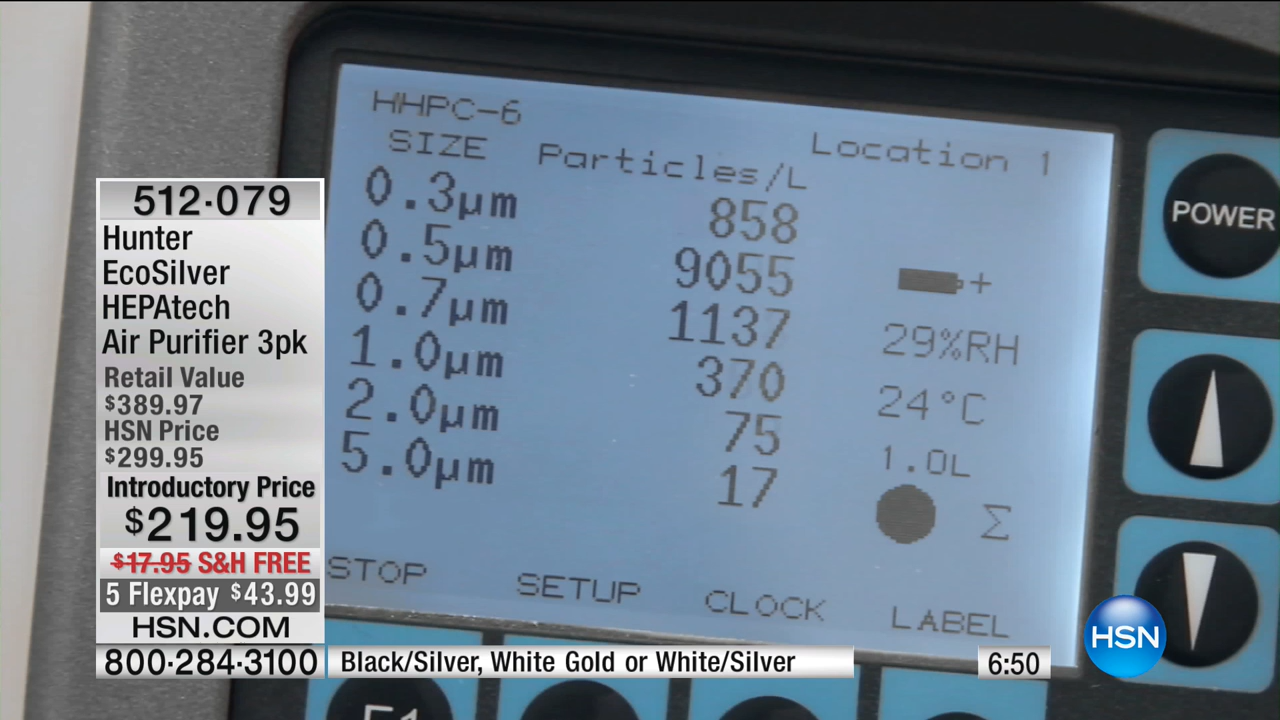 512·079
Hunter
EcoSilver
HEPAtech
Air Purifier 3pk
Retail Value
$389.97
HSN Price
$299.95
Introductory Price
$219.95
$17.95 S&H FREE
5 Flexpay $43.99
HSN.COM
800·284·3100
Black/Silver, White Gold or White/Silver
6:50
HSN
HHPC-6
Location 1
SIZE Particles/L
0.3µm 858
0.5µm 9055
0.7µm 1137
1.0µm 370
2.0µm 75
5.0µm 17
+
29%RH
24°C
1.0L
Σ
STOP SETUP CLOCK LABEL
POWER
F1